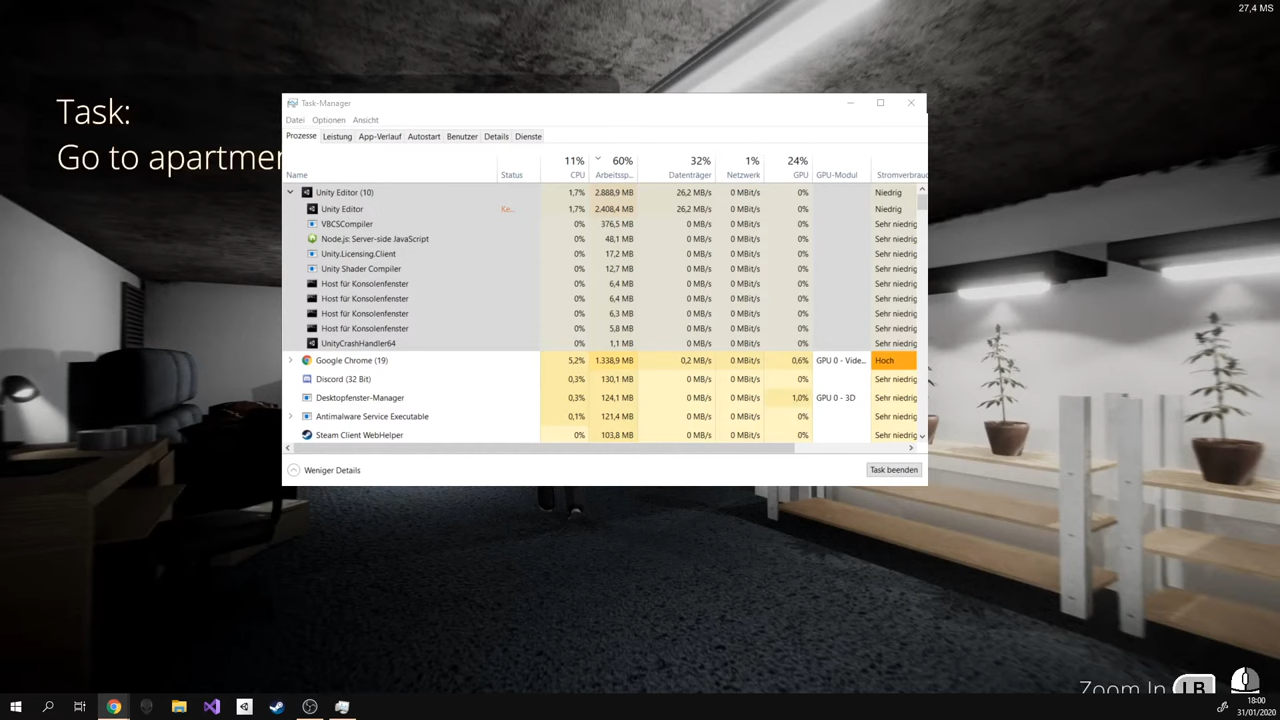 27,4 MS
Task:
Go to apartmen
Task-Manager
Datei Optionen Ansicht
Prozesse Leistung App-Verlauf Autostart Benutzer Details Dienste
11% 60% 32% 1% 24%
Name Status CPU Arbeitssp... Datenträger Netzwerk GPU GPU-Modul Stromverbrauc
Unity Editor (10) 1,7% 2.888,9 MB 26,2 MB/s 0 MBit/s 0% Niedrig
Unity Editor Ke... 1,7% 2.408,4 MB 26,2 MB/s 0 MBit/s 0% Niedrig
VBCSCompiler 0% 376,5 MB 0 MB/s 0 MBit/s 0% Sehr niedrig
Node.js: Server-side JavaScript 0% 48,1 MB 0 MB/s 0 MBit/s 0% Sehr niedrig
Unity.Licensing.Client 0% 17,2 MB 0 MB/s 0 MBit/s 0% Sehr niedrig
Unity Shader Compiler 0% 12,7 MB 0 MB/s 0 MBit/s 0% Sehr niedrig
Host für Konsolenfenster 0% 6,4 MB 0 MB/s 0 MBit/s 0% Sehr niedrig
Host für Konsolenfenster 0% 6,4 MB 0 MB/s 0 MBit/s 0% Sehr niedrig
Host für Konsolenfenster 0% 6,3 MB 0 MB/s 0 MBit/s 0% Sehr niedrig
Host für Konsolenfenster 0% 5,8 MB 0 MB/s 0 MBit/s 0% Sehr niedrig
UnityCrashHandler64 0% 1,1 MB 0 MB/s 0 MBit/s 0% Sehr niedrig
Google Chrome (19) 5,2% 1.338,9 MB 0,2 MB/s 0 MBit/s 0,6% GPU 0 - Vide... Hoch
Discord (32 Bit) 0,3% 130,1 MB 0 MB/s 0 MBit/s 0% Sehr niedrig
Desktopfenster-Manager 0,3% 124,1 MB 0 MB/s 0 MBit/s 1,0% GPU 0 - 3D Sehr niedrig
Antimalware Service Executable 0,1% 121,4 MB 0 MB/s 0 MBit/s 0% Sehr niedrig
Steam Client WebHelper 0% 103,8 MB 0 MB/s 0 MBit/s 0% Sehr niedrig
Weniger Details Task beenden
Zoom In LB
18:00
31/01/2020